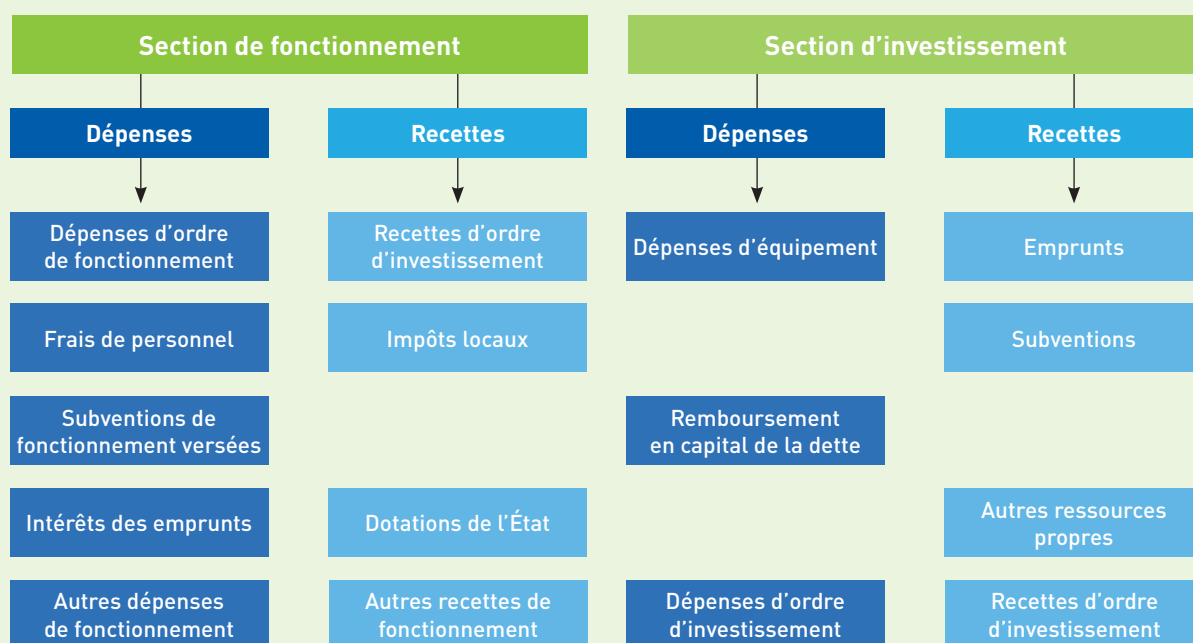 Section de fonctionnement
Section d’investissement
Dépenses
Recettes
Dépenses
Recettes
Dépenses d’ordre
de fonctionnement
Recettes d’ordre
d’investissement
Dépenses d’équipement
Emprunts
Frais de personnel
Impôts locaux
Subventions
Subventions de
fonctionnement versées
Remboursement
en capital de la dette
Intérêts des emprunts
Dotations de l’État
Autres ressources
propres
Autres dépenses
de fonctionnement
Autres recettes de
fonctionnement
Dépenses d’ordre
d’investissement
Recettes d’ordre
d’investissement